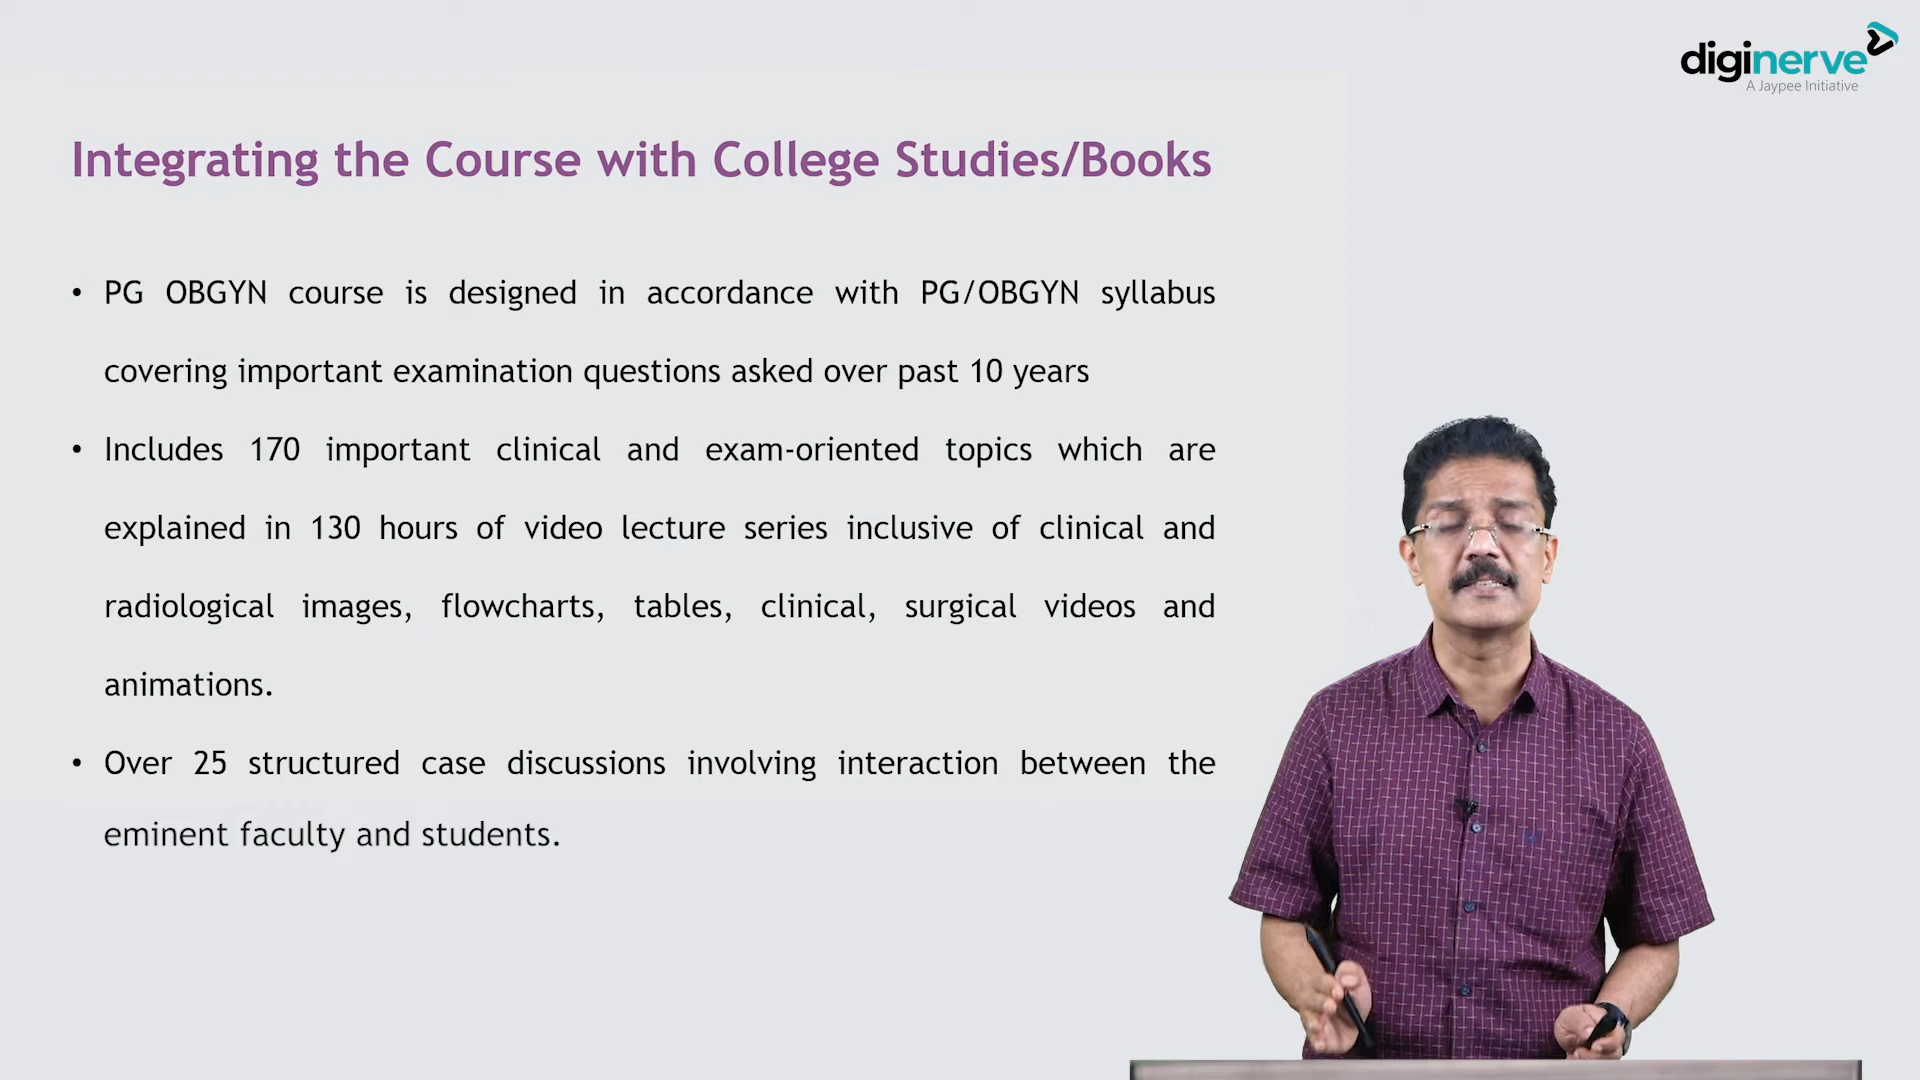 diginerve
A Jaypee Initiative
Integrating the Course with College Studies/Books
• PG OBGYN course is designed in accordance with PG/OBGYN syllabus
covering important examination questions asked over past 10 years
• Includes 170 important clinical and exam-oriented topics which are
explained in 130 hours of video lecture series inclusive of clinical and
radiological images, flowcharts, tables, clinical, surgical videos and
animations.
• Over 25 structured case discussions involving interaction between the
eminent faculty and students.